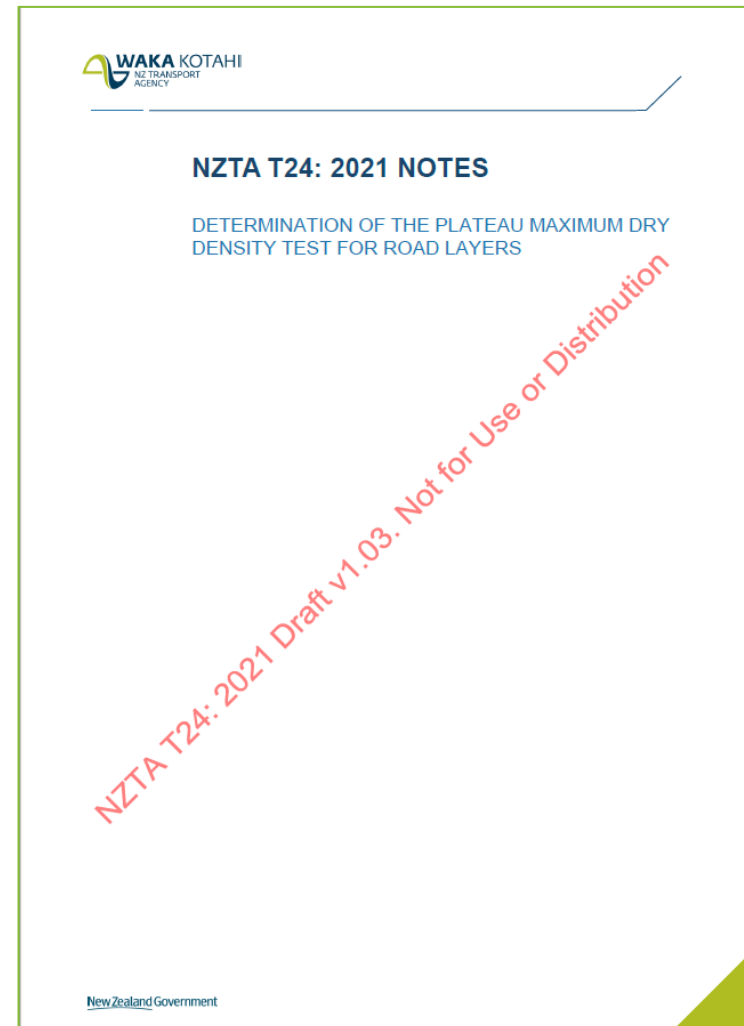 WAKA KOTAHI
NZ TRANSPORT
AGENCY
NZTA T24: 2021 NOTES
DETERMINATION OF THE PLATEAU MAXIMUM DRY
DENSITY TEST FOR ROAD LAYERS
NZTA T24: 2021 Draft v1.03. Not for Use or Distribution
New Zealand Government